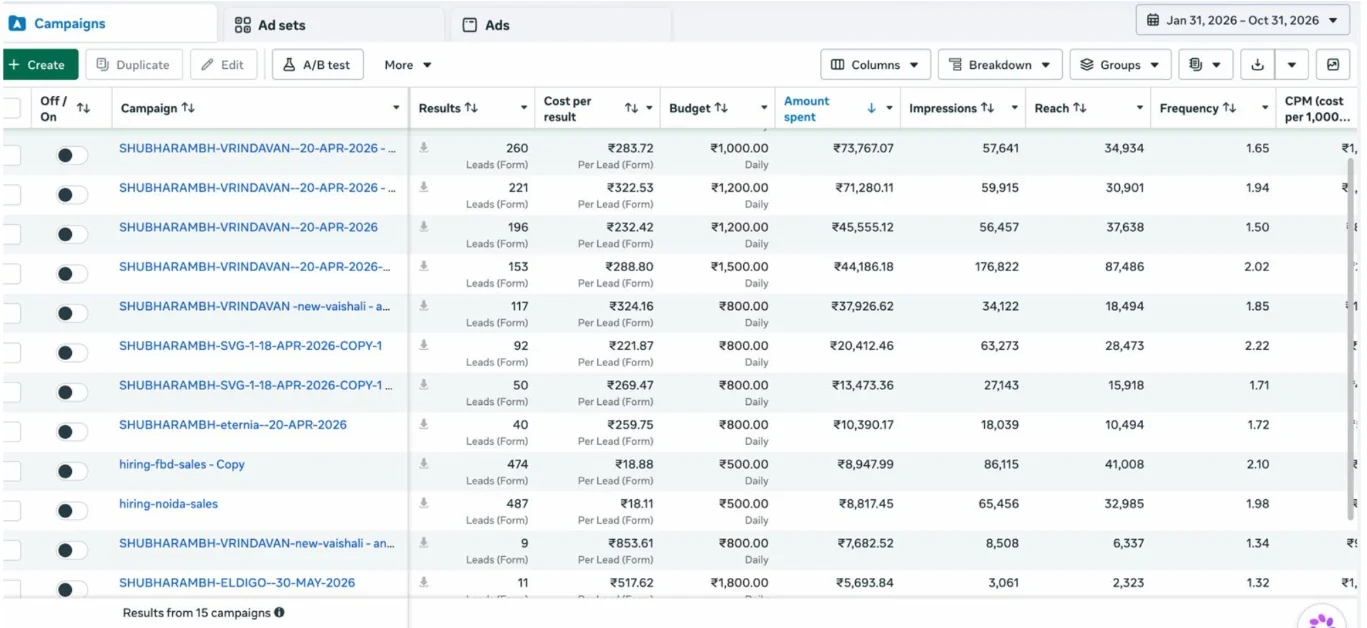 Campaigns Ad sets Ads Jan 31, 2026 – Oct 31, 2026
+ Create Duplicate Edit A/B test More Columns Breakdown Groups
Off / On Campaign Results Cost per result Budget Amount spent Impressions Reach Frequency CPM (cost per 1,000...
SHUBHARAMBH-VRINDAVAN--20-APR-2026 - ... 260 ₹283.72 ₹1,000.00 ₹73,767.07 57,641 34,934 1.65 ₹1,
Leads (Form) Per Lead (Form) Daily
SHUBHARAMBH-VRINDAVAN--20-APR-2026 - ... 221 ₹322.53 ₹1,200.00 ₹71,280.11 59,915 30,901 1.94
Leads (Form) Per Lead (Form) Daily
SHUBHARAMBH-VRINDAVAN--20-APR-2026 196 ₹232.42 ₹1,200.00 ₹45,555.12 56,457 37,638 1.50
Leads (Form) Per Lead (Form) Daily
SHUBHARAMBH-VRINDAVAN--20-APR-2026-... 153 ₹288.80 ₹1,500.00 ₹44,186.18 176,822 87,486 2.02
Leads (Form) Per Lead (Form) Daily
SHUBHARAMBH-VRINDAVAN -new-vaishali - a... 117 ₹324.16 ₹800.00 ₹37,926.62 34,122 18,494 1.85
Leads (Form) Per Lead (Form) Daily
SHUBHARAMBH-SVG-1-18-APR-2026-COPY-1 92 ₹221.87 ₹800.00 ₹20,412.46 63,273 28,473 2.22
Leads (Form) Per Lead (Form) Daily
SHUBHARAMBH-SVG-1-18-APR-2026-COPY-1 ... 50 ₹269.47 ₹800.00 ₹13,473.36 27,143 15,918 1.71
Leads (Form) Per Lead (Form) Daily
SHUBHARAMBH-eternia--20-APR-2026 40 ₹259.75 ₹800.00 ₹10,390.17 18,039 10,494 1.72
Leads (Form) Per Lead (Form) Daily
hiring-fbd-sales - Copy 474 ₹18.88 ₹500.00 ₹8,947.99 86,115 41,008 2.10
Leads (Form) Per Lead (Form) Daily
hiring-noida-sales 487 ₹18.11 ₹500.00 ₹8,817.45 65,456 32,985 1.98
Leads (Form) Per Lead (Form) Daily
SHUBHARAMBH-VRINDAVAN-new-vaishali - an... 9 ₹853.61 ₹800.00 ₹7,682.52 8,508 6,337 1.34
Leads (Form) Per Lead (Form) Daily
SHUBHARAMBH-ELDIGO--30-MAY-2026 11 ₹517.62 ₹1,800.00 ₹5,693.84 3,061 2,323 1.32 ₹1,
Results from 15 campaigns